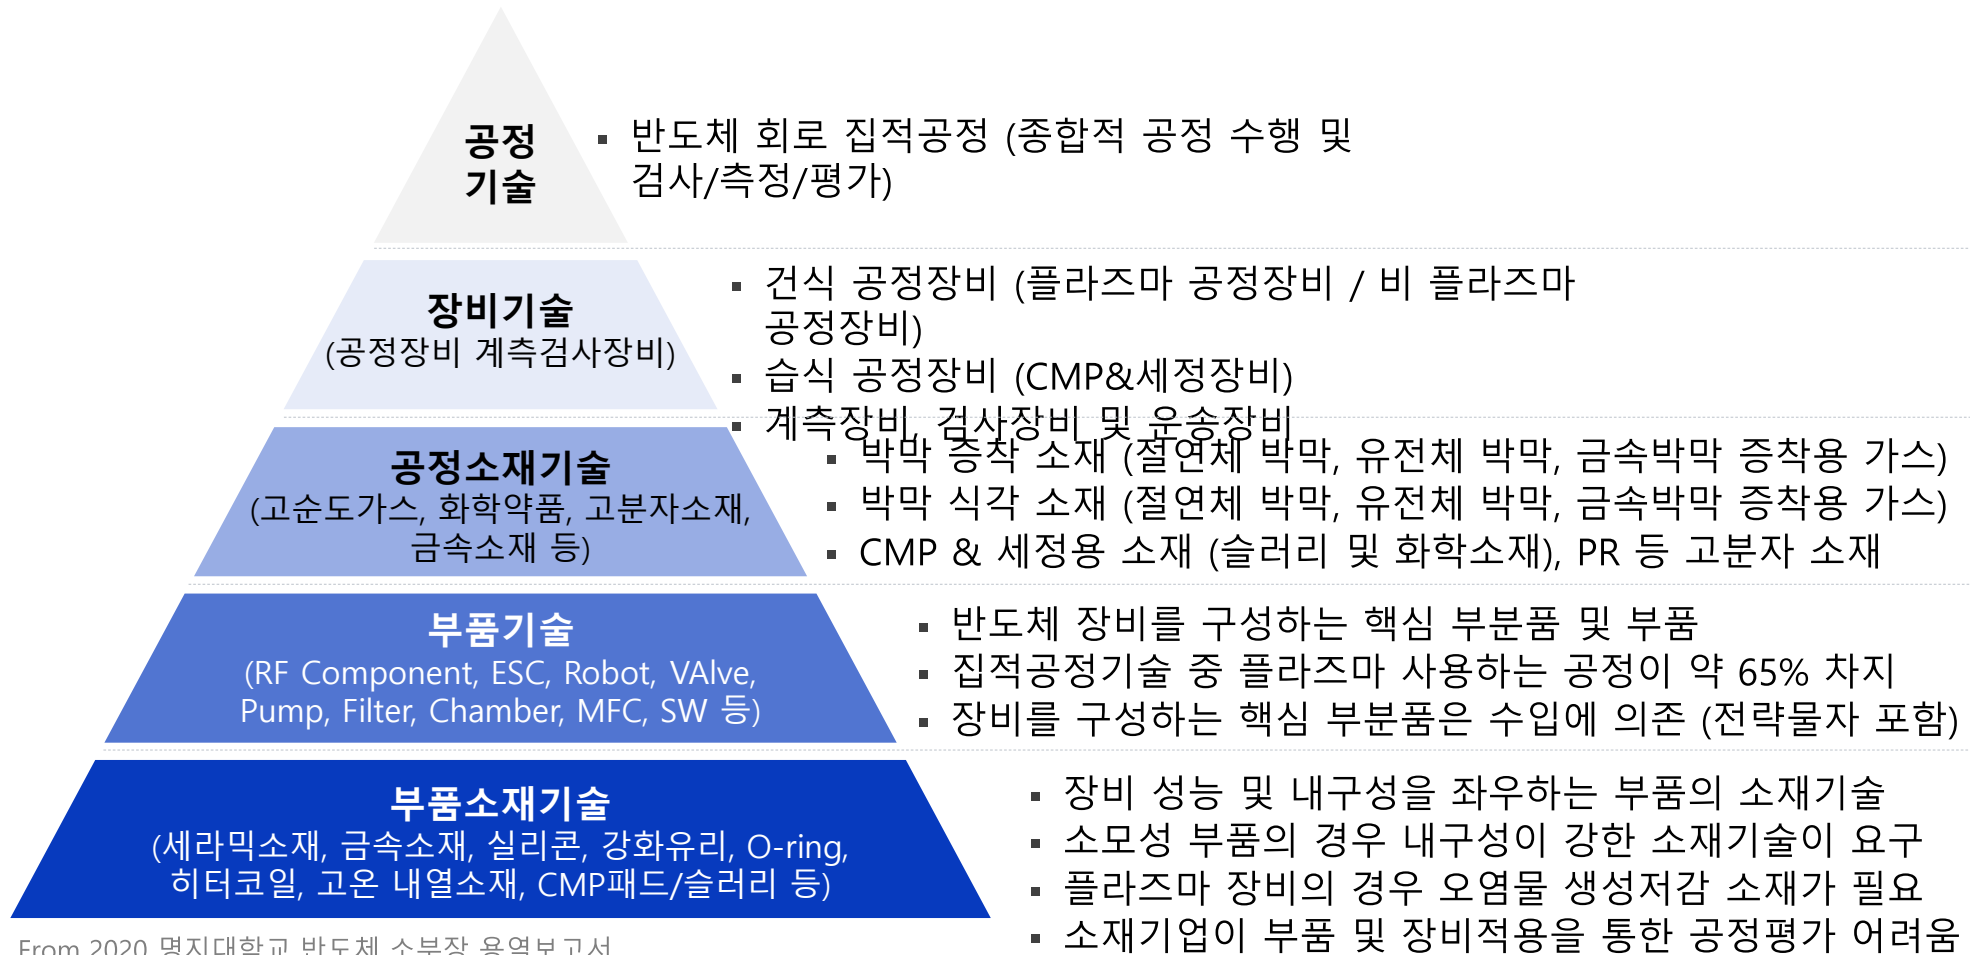 공정
기술
반도체 회로 집적공정 (종합적 공정 수행 및
검사/측정/평가)
장비기술
(공정장비 계측검사장비)
건식 공정장비 (플라즈마 공정장비 / 비 플라즈마
공정장비)
습식 공정장비 (CMP&세정장비)
계측장비, 검사장비 및 운송장비
공정소재기술
(고순도가스, 화학약품, 고분자소재,
금속소재 등)
박막 증착 소재 (절연체 박막, 유전체 박막, 금속박막 증착용 가스)
박막 식각 소재 (절연체 박막, 유전체 박막, 금속박막 증착용 가스)
CMP & 세정용 소재 (슬러리 및 화학소재), PR 등 고분자 소재
부품기술
(RF Component, ESC, Robot, VAlve,
Pump, Filter, Chamber, MFC, SW 등)
반도체 장비를 구성하는 핵심 부분품 및 부품
집적공정기술 중 플라즈마 사용하는 공정이 약 65% 차지
장비를 구성하는 핵심 부분품은 수입에 의존 (전략물자 포함)
부품소재기술
(세라믹소재, 금속소재, 실리콘, 강화유리, O-ring,
히터코일, 고온 내열소재, CMP패드/슬러리 등)
장비 성능 및 내구성을 좌우하는 부품의 소재기술
소모성 부품의 경우 내구성이 강한 소재기술이 요구
플라즈마 장비의 경우 오염물 생성저감 소재가 필요
소재기업이 부품 및 장비적용을 통한 공정평가 어려움
From 2020 명지대학교 반도체 소부장 용역보고서